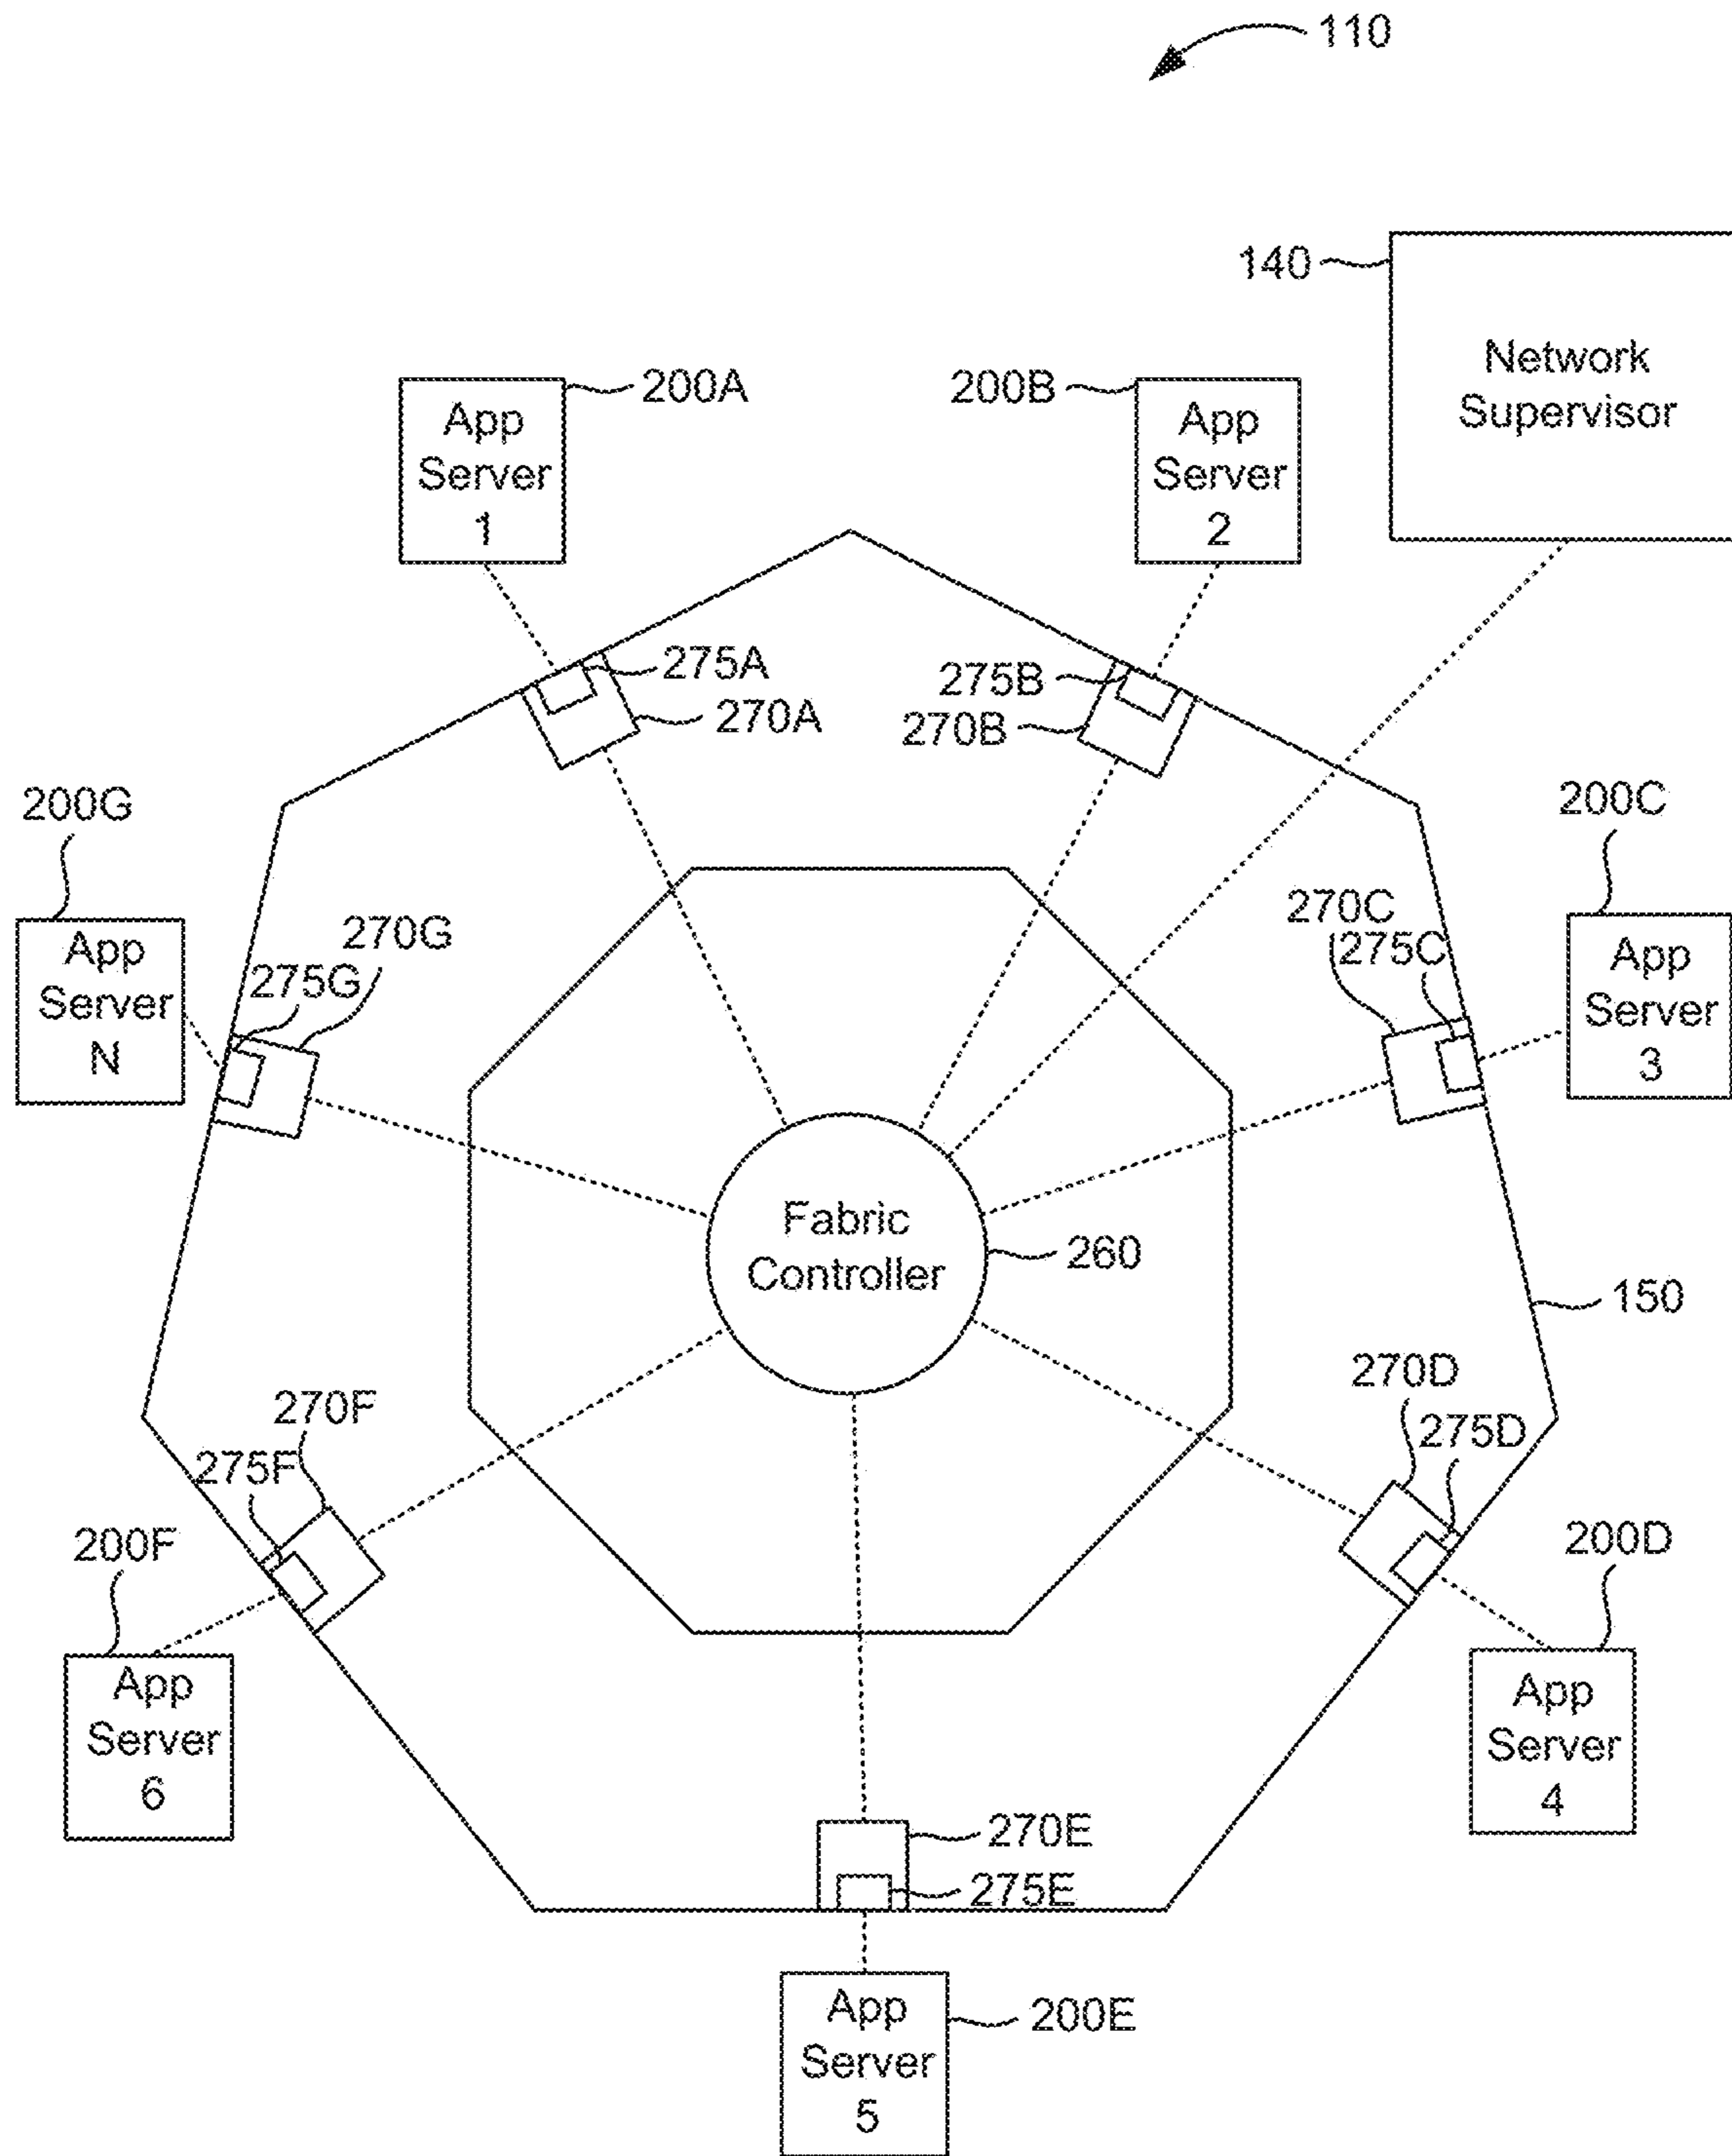 110
140
Network
Supervisor
200A
App
Server
1
200B
App
Server
2
275A
270A
275B
270B
200G
App
Server
N
270G
275G
200C
App
Server
3
270C
275C
Fabric
Controller
260
150
270F
275F
200F
App
Server
6
270D
275D
200D
App
Server
4
270E
275E
App
Server
5
200E